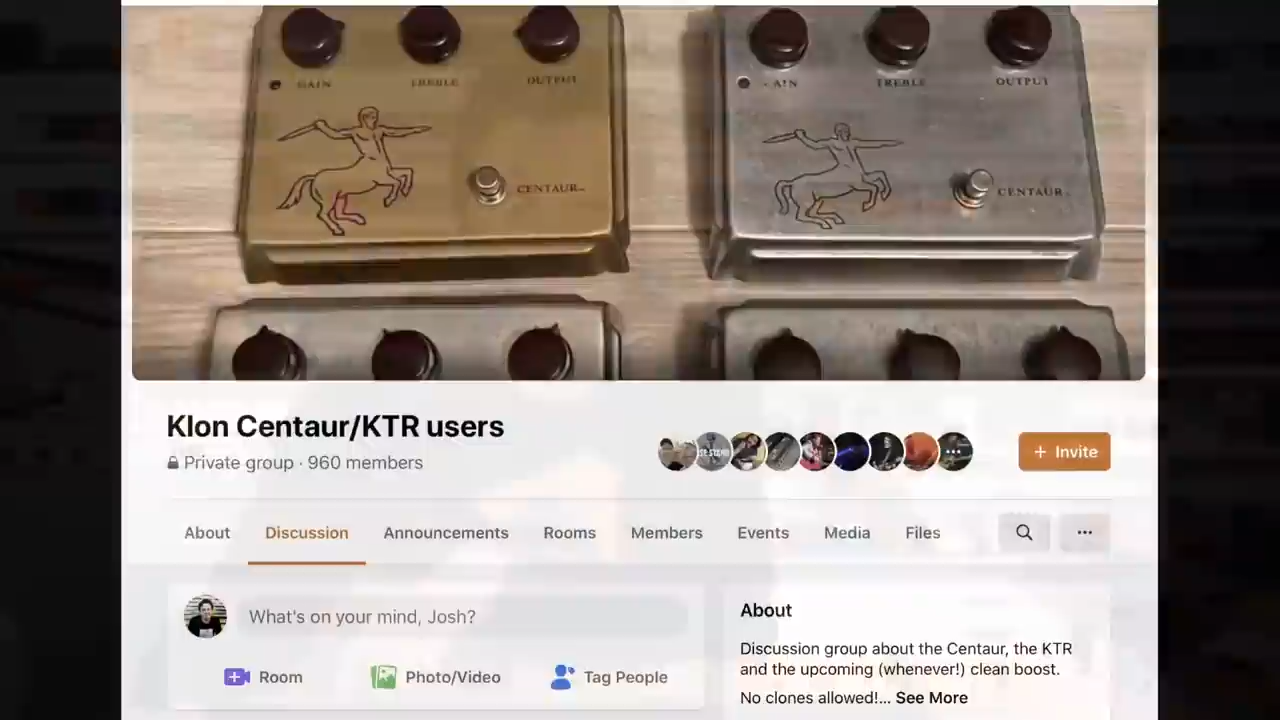 GAIN TREBLE OUTPUT
AIN TREBLE OUTPUT
CENTAUR
CENTAUR
Klon Centaur/KTR users
Private group · 960 members
+ Invite
About Discussion Announcements Rooms Members Events Media Files
What's on your mind, Josh?
Room Photo/Video Tag People
About
Discussion group about the Centaur, the KTR
and the upcoming (whenever!) clean boost.
No clones allowed!... See More